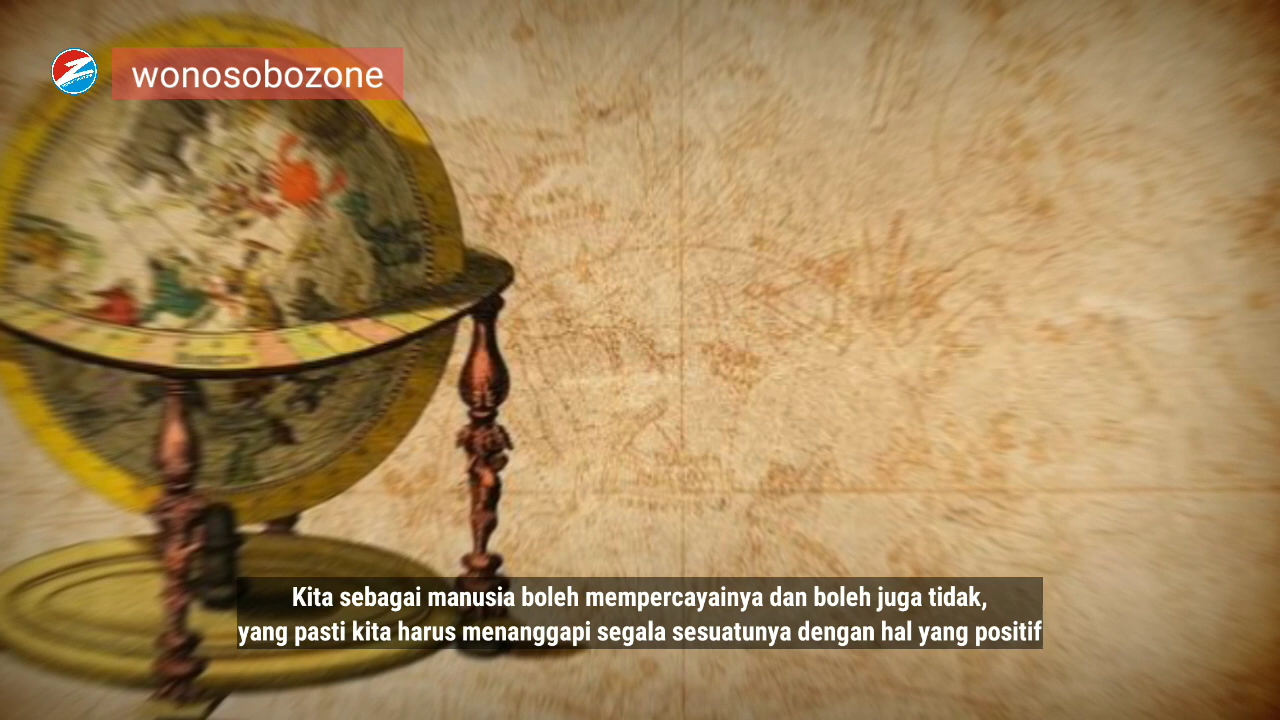 wonosobozone
Kita sebagai manusia boleh mempercayainya dan boleh juga tidak,
yang pasti kita harus menanggapi segala sesuatunya dengan hal yang positif